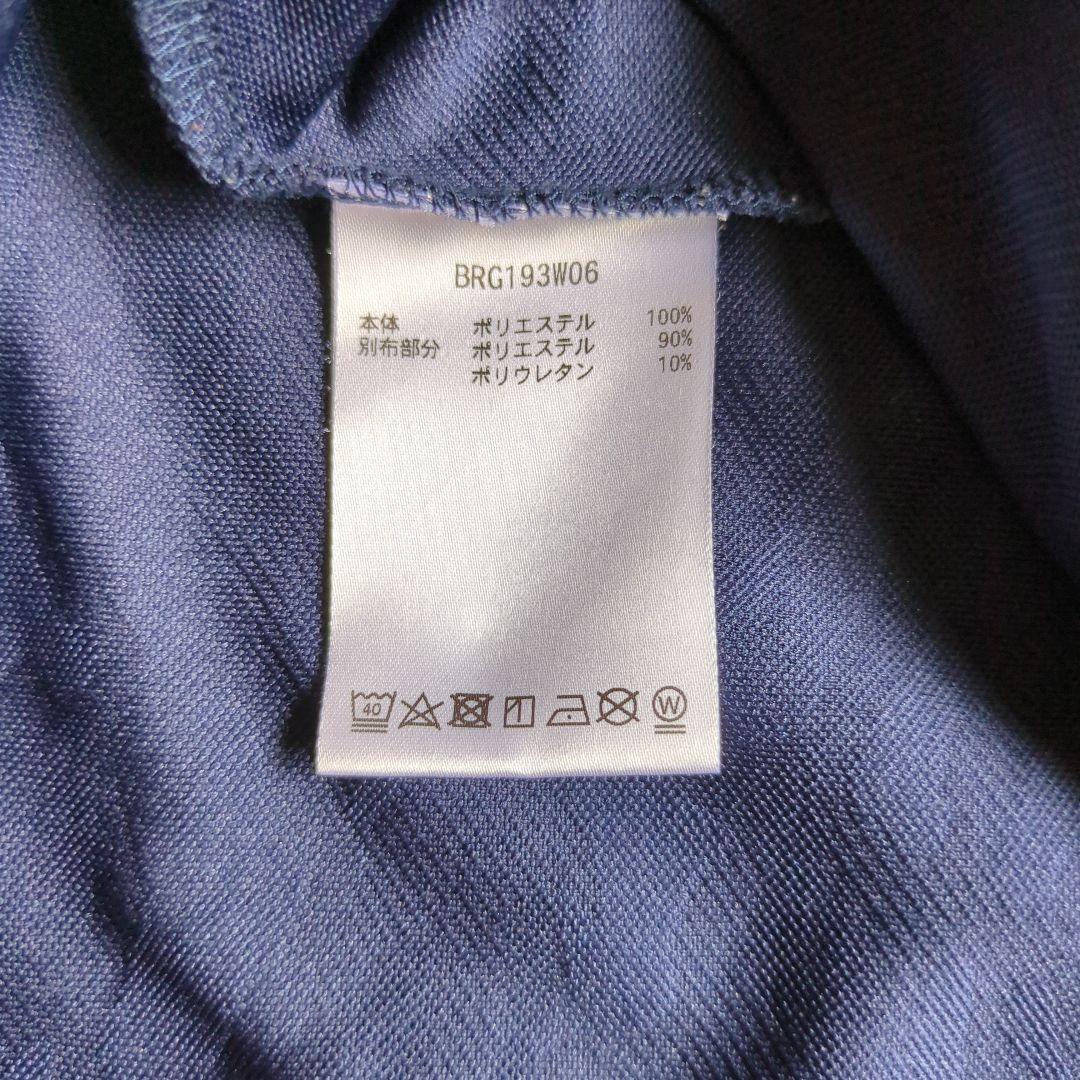 BRG193W06
本体 ポリエステル 100%
別布部分 ポリエステル 90%
ポリウレタン 10%
40 W